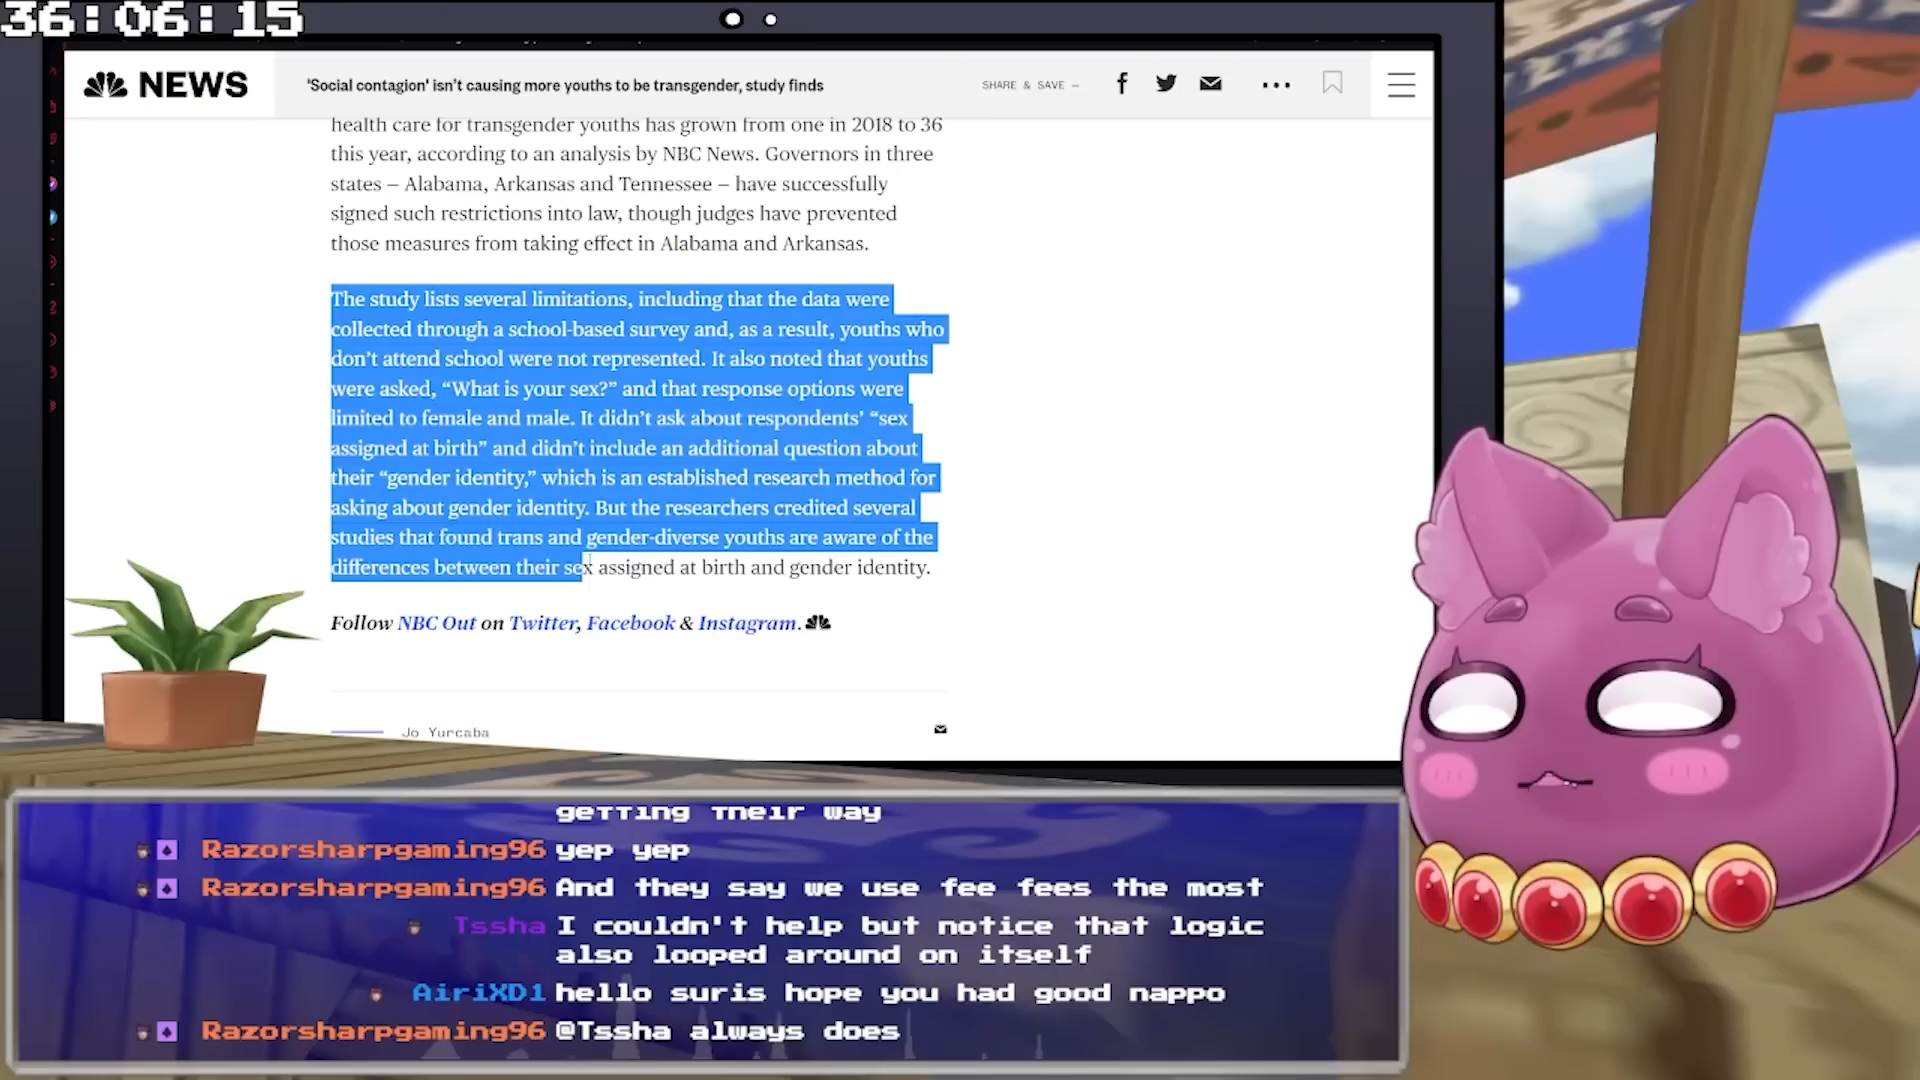 36:06:15
NEWS
'Social contagion' isn't causing more youths to be transgender, study finds
SHARE & SAVE —
health care for transgender youths has grown from one in 2018 to 36
this year, according to an analysis by NBC News. Governors in three
states – Alabama, Arkansas and Tennessee – have successfully
signed such restrictions into law, though judges have prevented
those measures from taking effect in Alabama and Arkansas.
The study lists several limitations, including that the data were
collected through a school-based survey and, as a result, youths who
don't attend school were not represented. It also noted that youths
were asked, “What is your sex?” and that response options were
limited to female and male. It didn't ask about respondents' “sex
assigned at birth” and didn't include an additional question about
their “gender identity,” which is an established research method for
asking about gender identity. But the researchers credited several
studies that found trans and gender-diverse youths are aware of the
differences between their sex assigned at birth and gender identity.
Follow NBC Out on Twitter, Facebook & Instagram.
Jo Yurcaba
getting their way
Razorsharpgaming96 yep yep
Razorsharpgaming96 And they say we use fee fees the most
Tssha I couldn't help but notice that logic
also looped around on itself
AiriXD1 hello suris hope you had good nappo
Razorsharpgaming96 @Tssha always does